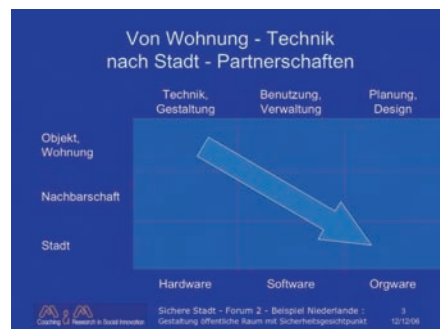 Von Wohnung - Technik
nach Stadt - Partnerschaften
Technik,
Gestaltung
Benutzung,
Verwaltung
Planung,
Design
Objekt,
Wohnung
Nachbarschaft
Stadt
Hardware
Software
Orgware
Coaching & Research in Social Innovation
Sichere Stadt - Forum 2 - Beispiel Niederlande :
Gestaltung öffentliche Raum mit Sicherheitsgesichtpunkt
3
12/12/06